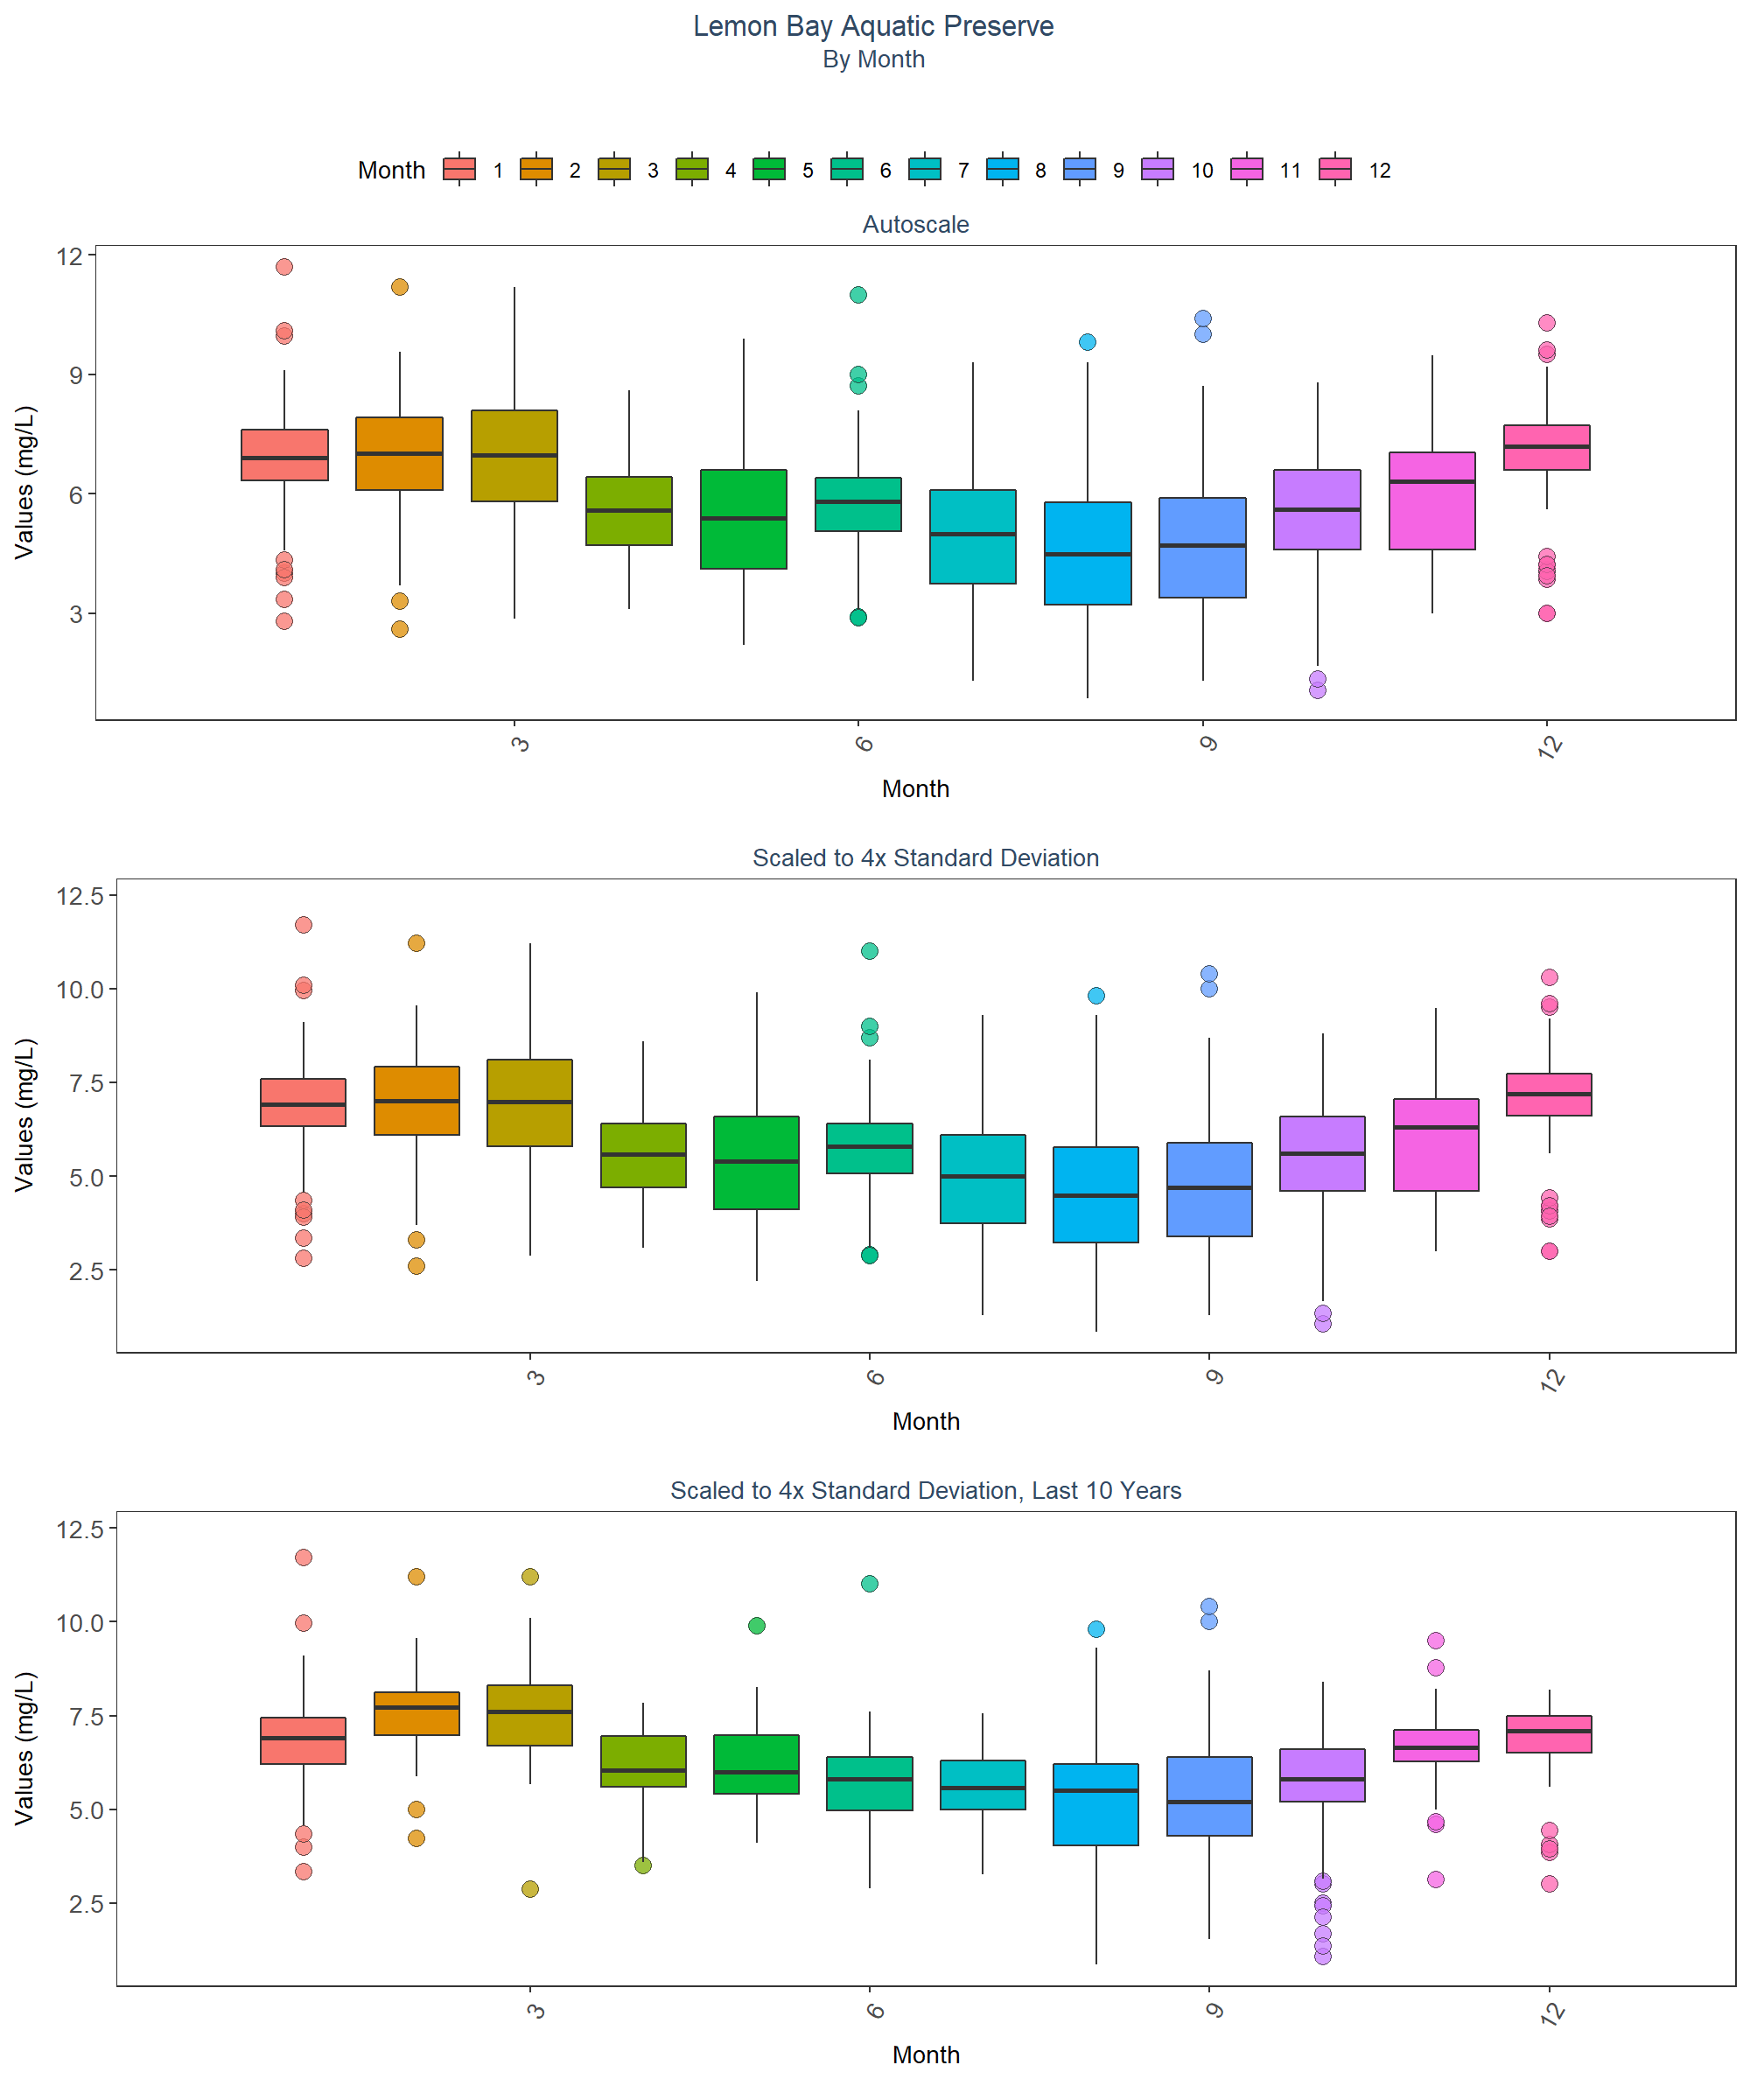 Lemon Bay Aquatic Preserve
By Month
Month 1 2 3 4 5 6 7 8 9 10 11 12
Autoscale
12
9
6
3
Values (mg/L)
3 6 9 12
Month
Scaled to 4x Standard Deviation
12.5
10.0
7.5
5.0
2.5
Values (mg/L)
3 6 9 12
Month
Scaled to 4x Standard Deviation, Last 10 Years
12.5
10.0
7.5
5.0
2.5
Values (mg/L)
3 6 9 12
Month